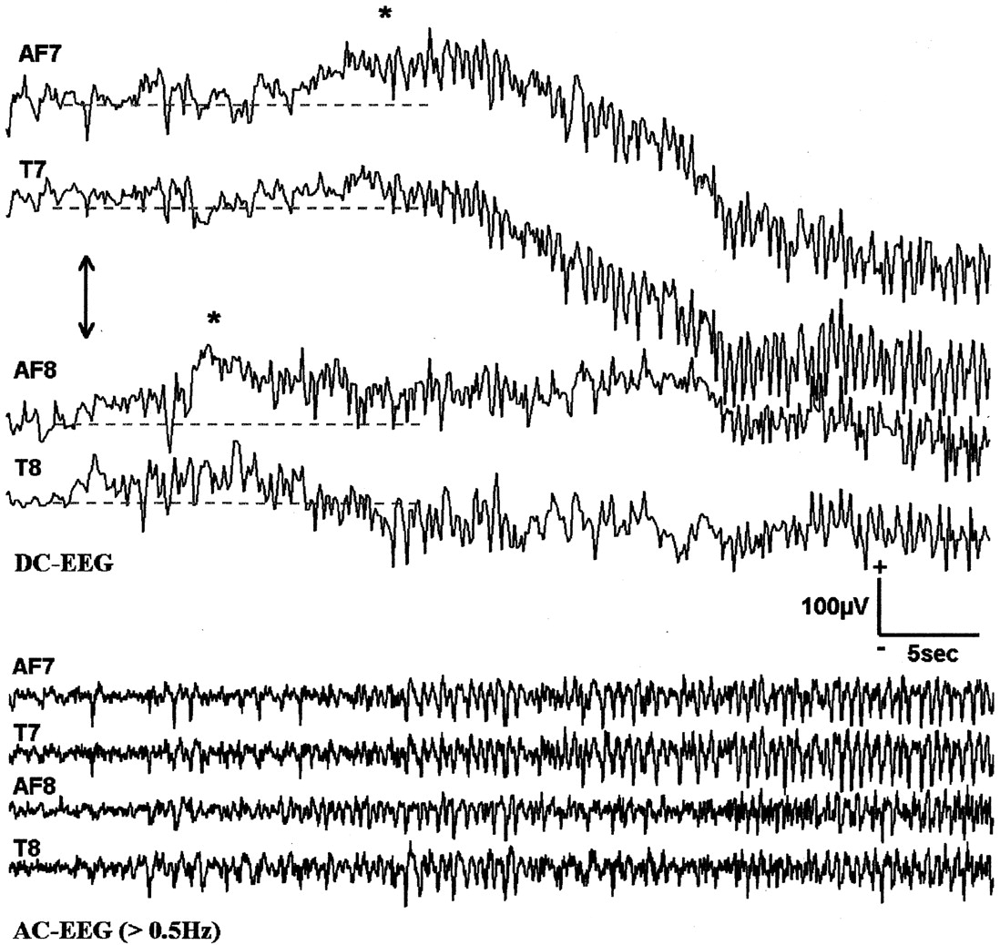 *
AF7
T7
*
AF8
T8
DC-EEG
+
100µV
-
5sec
AF7
T7
AF8
T8
AC-EEG (> 0.5Hz)